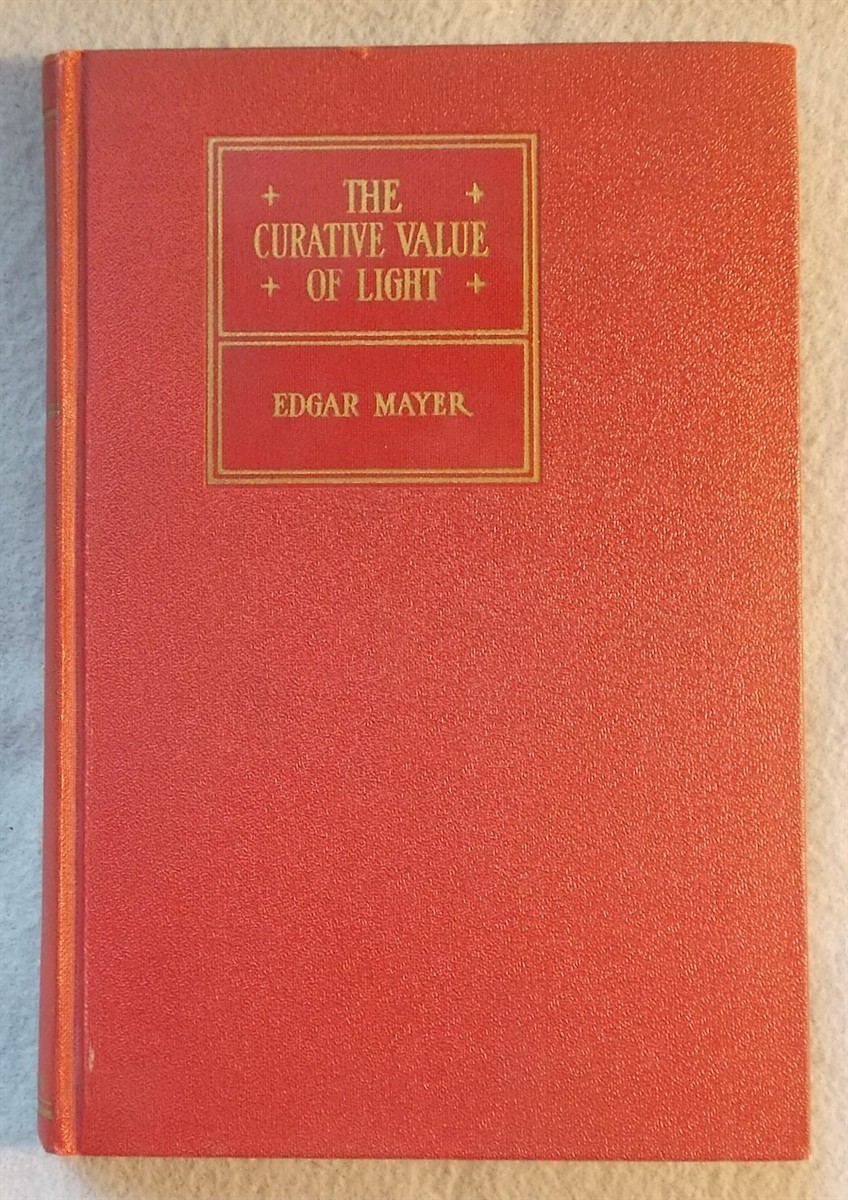 THE
CURATIVE VALUE
OF LIGHT
EDGAR MAYER